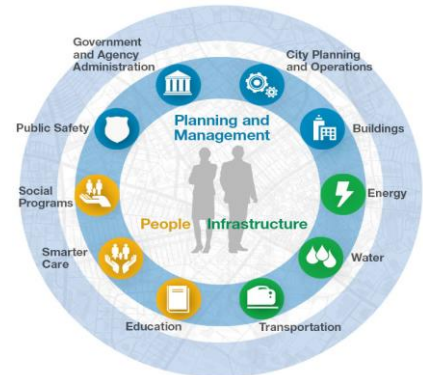 Government
and Agency
Administration
City Planning
and Operations
Public Safety
Planning and
Management
Buildings
Social
Programs
Energy
People Infrastructure
Smarter
Care
Water
Education
Transportation